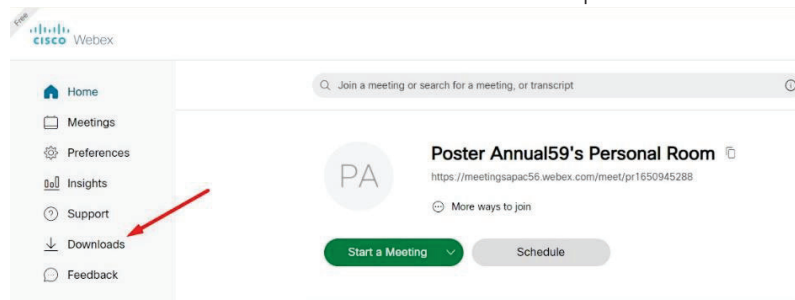 Free
CISCO Webex
Home
Join a meeting or search for a meeting, or transcript
Meetings
Preferences
Poster Annual59's Personal Room
PA
https://meetingsapac56.webex.com/meet/pr1650945288
Insights
More ways to join
Support
Downloads
Start a Meeting
Schedule
Feedback